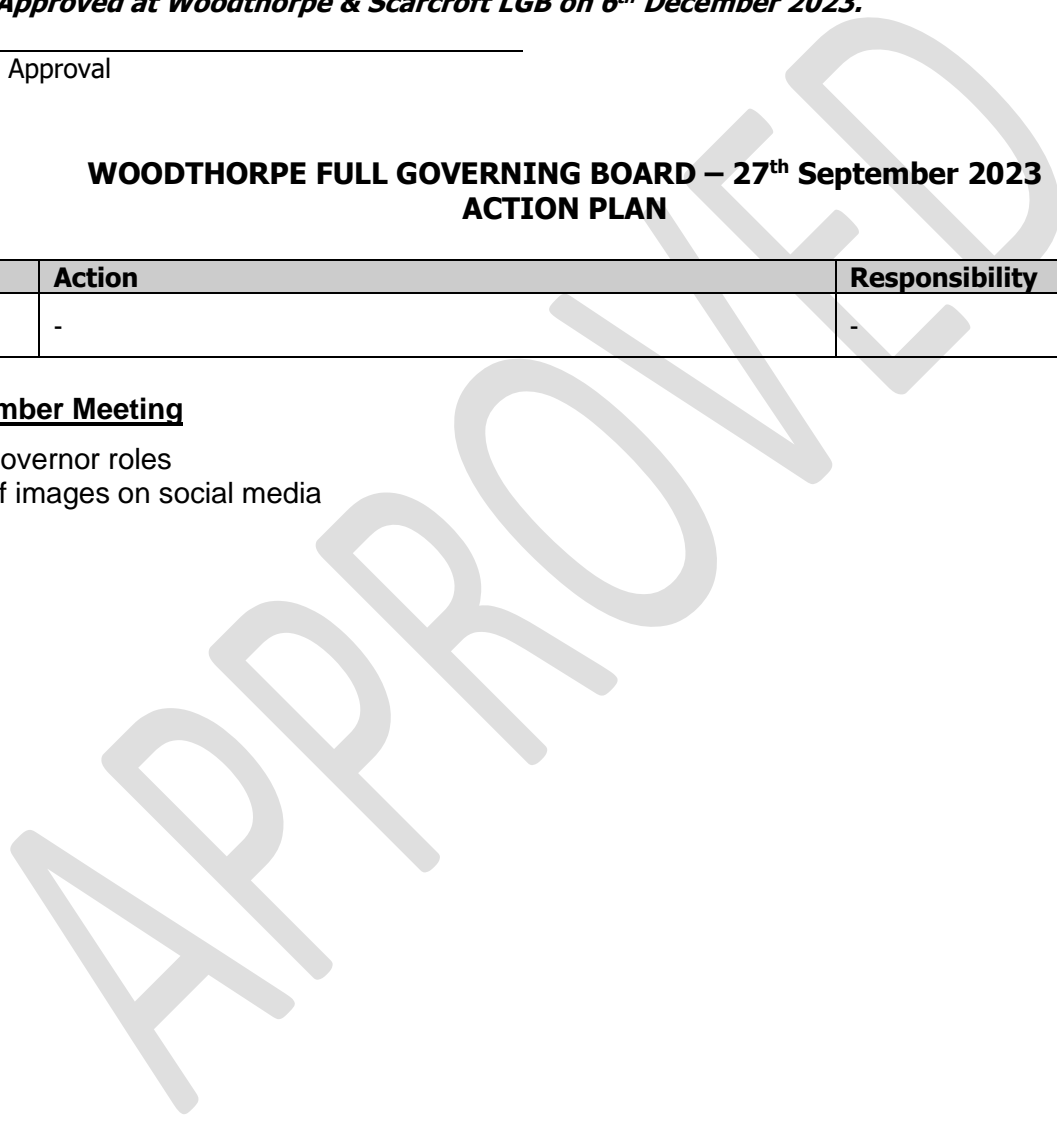 Approved at Woodthorpe & Scarcroft LGB on 6th December 2023.
Approval
WOODTHORPE FULL GOVERNING BOARD – 27th September 2023
ACTION PLAN
Action Responsibility
- -
mber Meeting
overnor roles
f images on social media
APPROVED